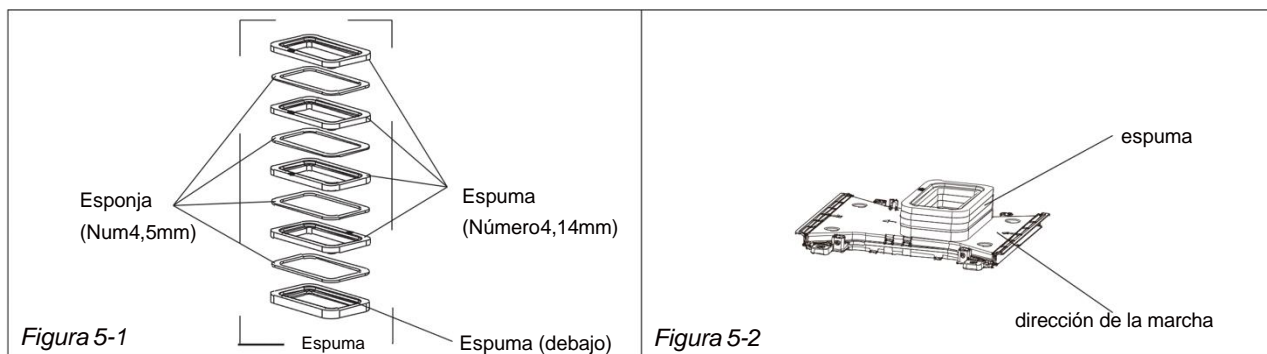 Esponja
(Num4,5mm)
Espuma
(Número4,14mm)
Figura 5-1
Espuma
Espuma (debajo)
espuma
dirección de la marcha
Figura 5-2